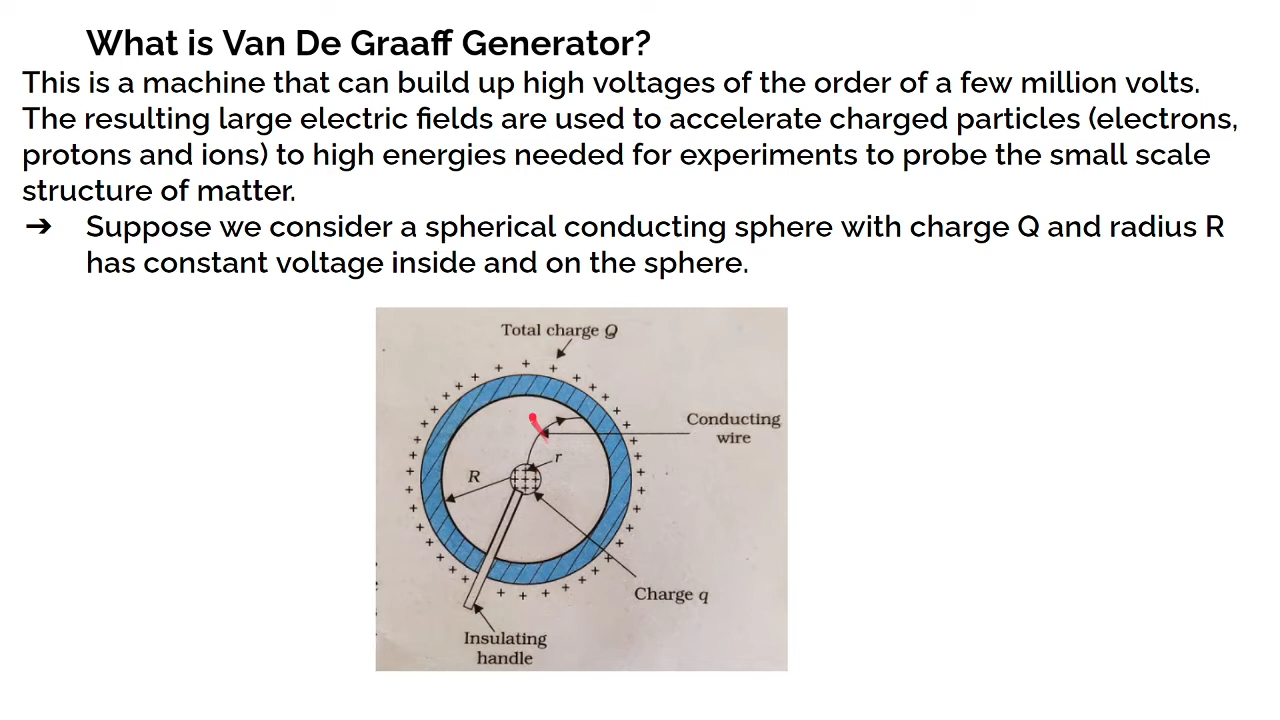 What is Van De Graaff Generator?
This is a machine that can build up high voltages of the order of a few million volts.
The resulting large electric fields are used to accelerate charged particles (electrons,
protons and ions) to high energies needed for experiments to probe the small scale
structure of matter.
➔ Suppose we consider a spherical conducting sphere with charge Q and radius R
has constant voltage inside and on the sphere.
Total charge Q
Conducting
wire
r
R
Charge q
Insulating
handle